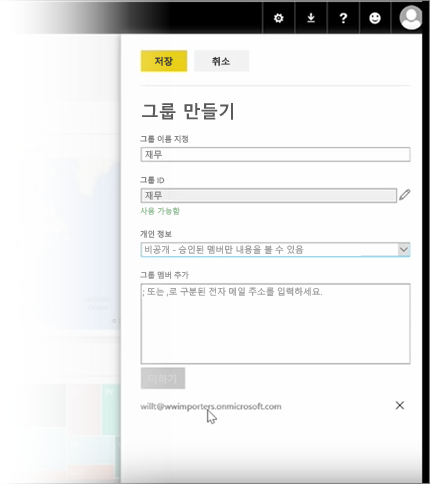 저장 취소
그룹 만들기
그룹 이름 지정
재무
그룹 ID
재무
사용 가능함
개인 정보
비공개 - 승인된 멤버만 내용을 볼 수 있음
그룹 멤버 추가
; 또는 ,로 구분된 전자 메일 주소를 입력하세요.
더하기
willt@wwimporters.onmicrosoft.com